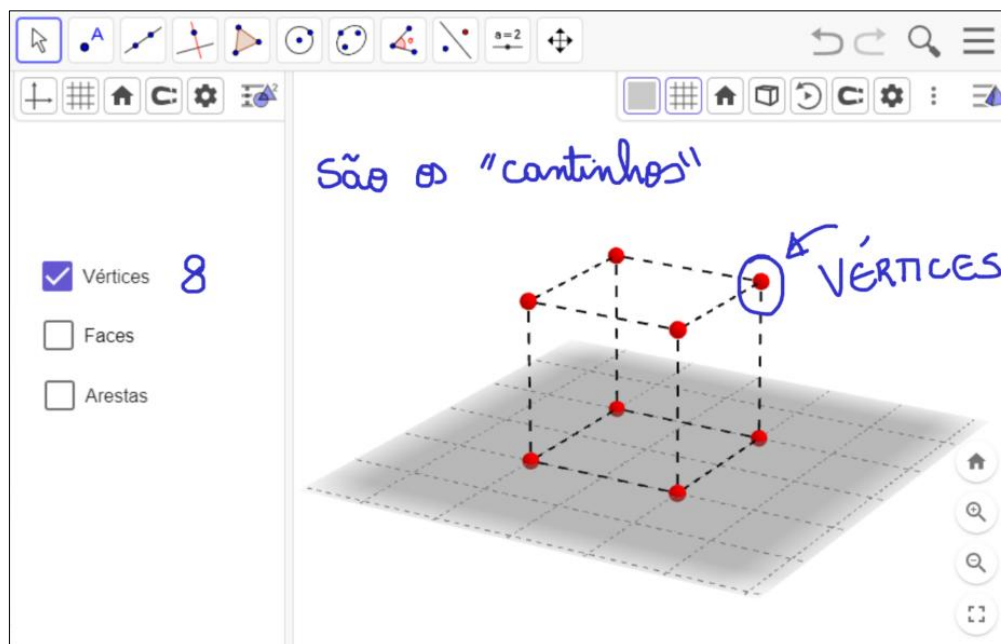 A
a=2
São os "cantinhos"
Vértices 8
VÉRTICES
Faces
Arestas